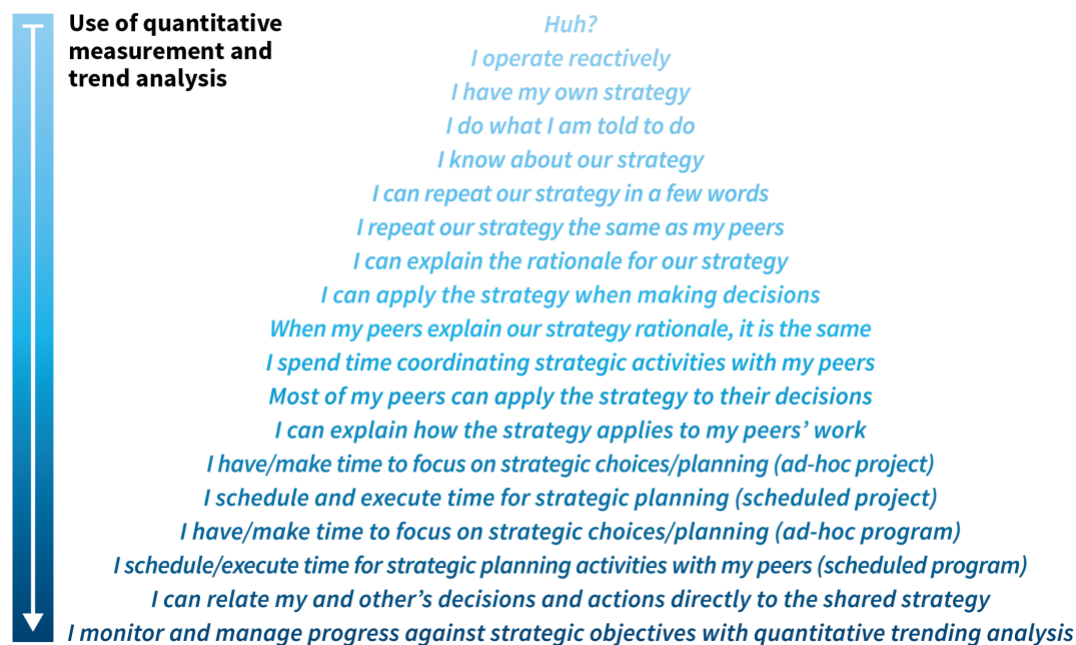 Use of quantitative
measurement and
trend analysis
Huh?
I operate reactively
I have my own strategy
I do what I am told to do
I know about our strategy
I can repeat our strategy in a few words
I repeat our strategy the same as my peers
I can explain the rationale for our strategy
I can apply the strategy when making decisions
When my peers explain our strategy rationale, it is the same
I spend time coordinating strategic activities with my peers
Most of my peers can apply the strategy to their decisions
I can explain how the strategy applies to my peers’ work
I have/make time to focus on strategic choices/planning (ad-hoc project)
I schedule and execute time for strategic planning (scheduled project)
I have/make time to focus on strategic choices/planning (ad-hoc program)
I schedule/execute time for strategic planning activities with my peers (scheduled program)
I can relate my and other’s decisions and actions directly to the shared strategy
I monitor and manage progress against strategic objectives with quantitative trending analysis